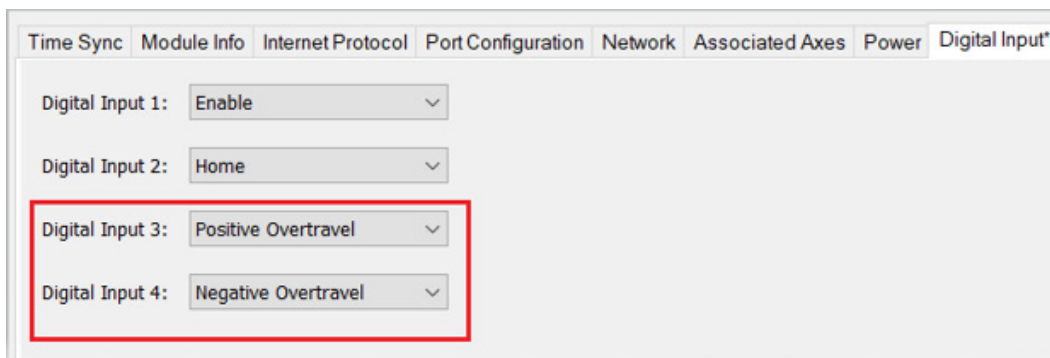 Time Sync Module Info Internet Protocol Port Configuration Network Associated Axes Power Digital Input*
Digital Input 1: Enable
Digital Input 2: Home
Digital Input 3: Positive Overtravel
Digital Input 4: Negative Overtravel